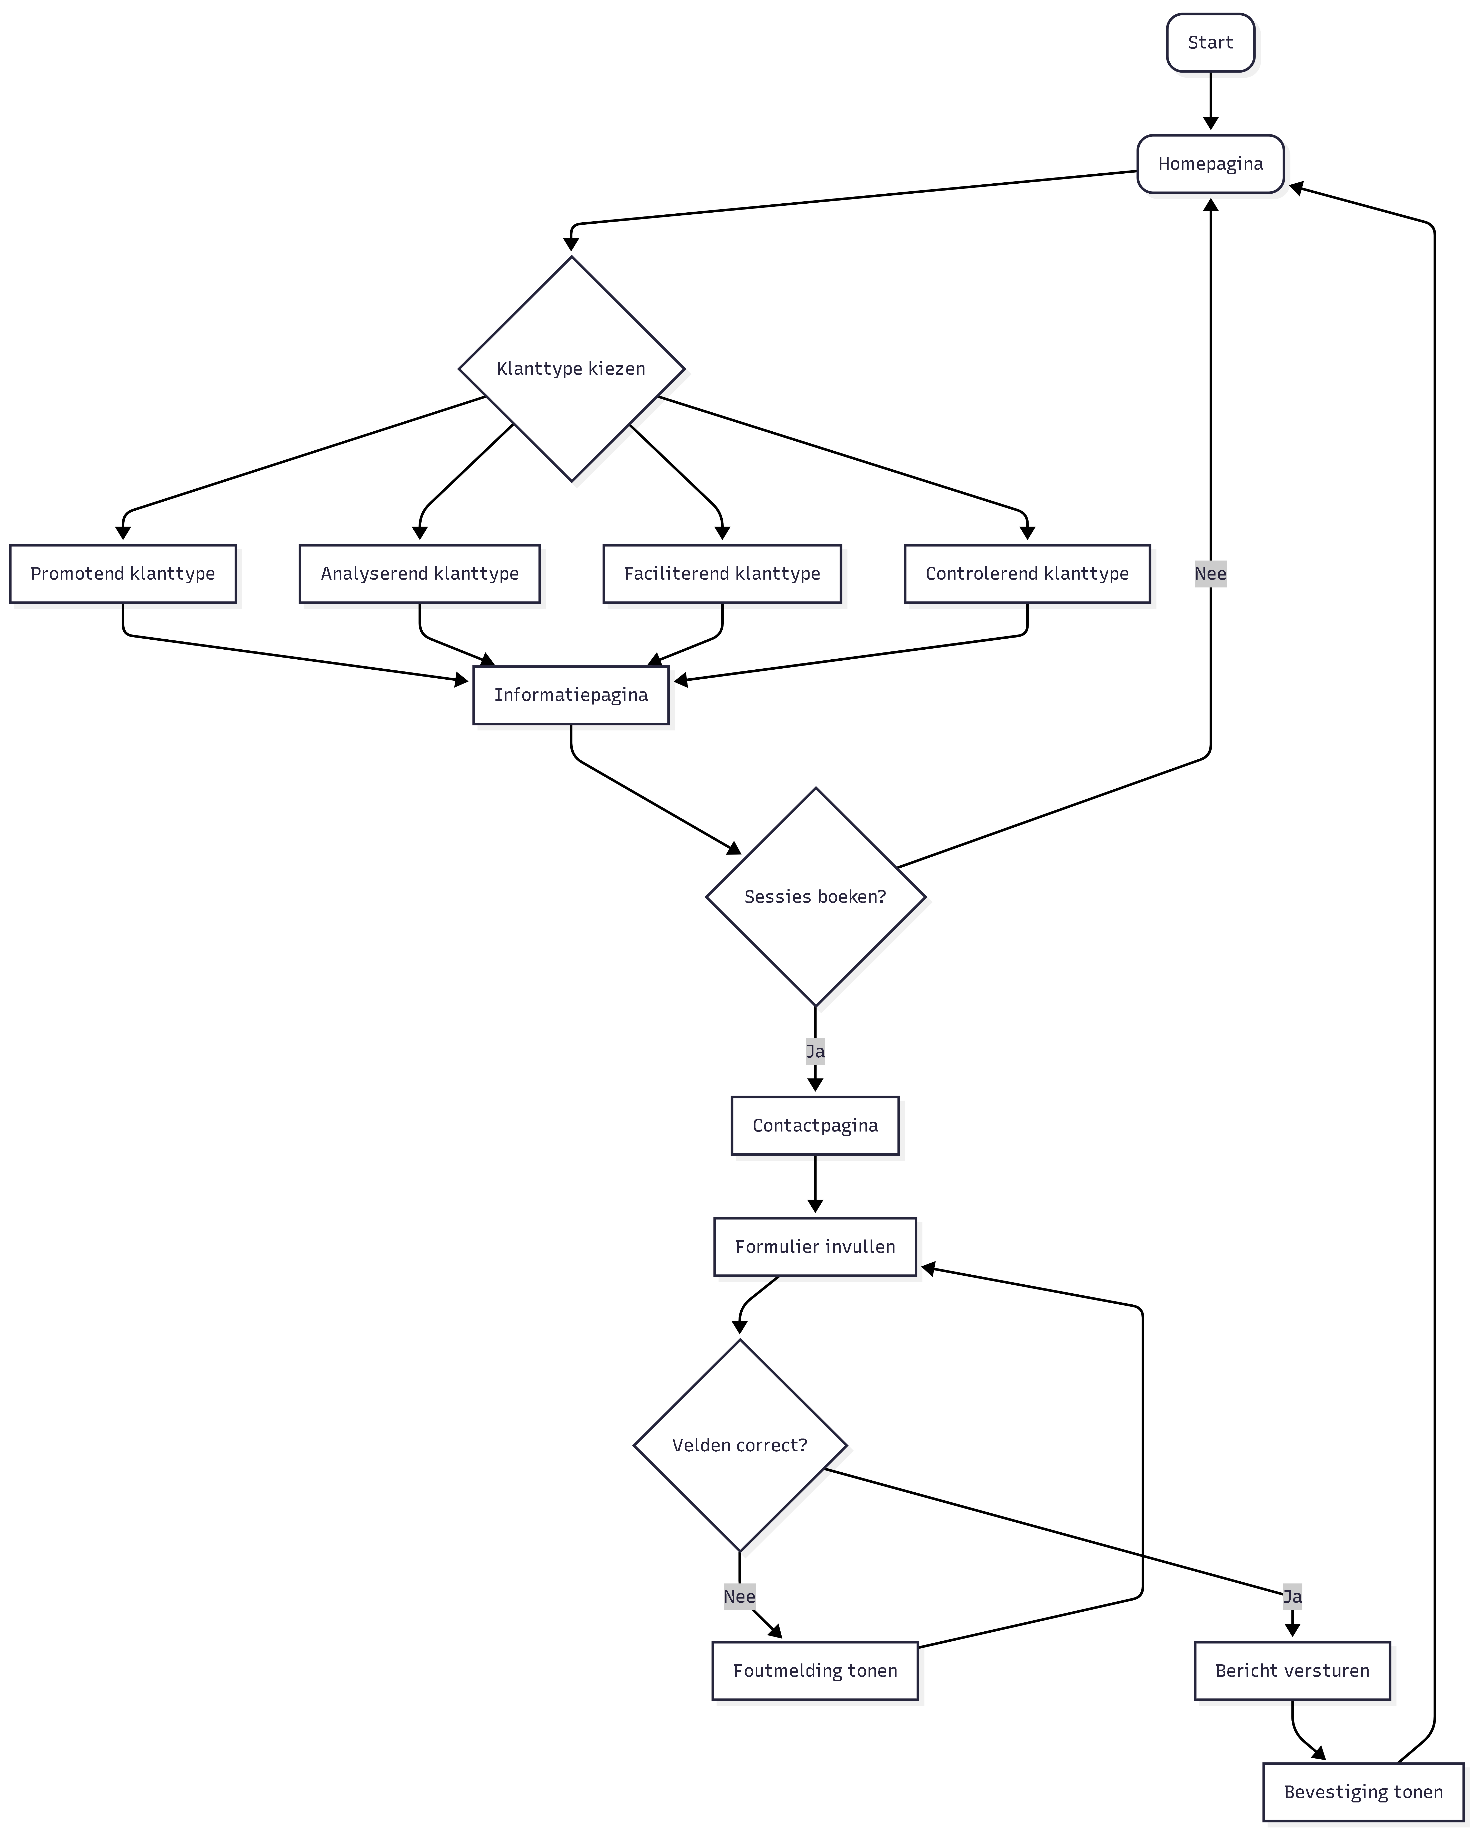 Start
Homepagina
Klanttype kiezen
Promotend klanttype
Analyserend klanttype
Faciliterend klanttype
Controlerend klanttype
Nee
Informatiepagina
Sessies boeken?
Ja
Contactpagina
Formulier invullen
Velden correct?
Nee
Ja
Foutmelding tonen
Bericht versturen
Bevestiging tonen